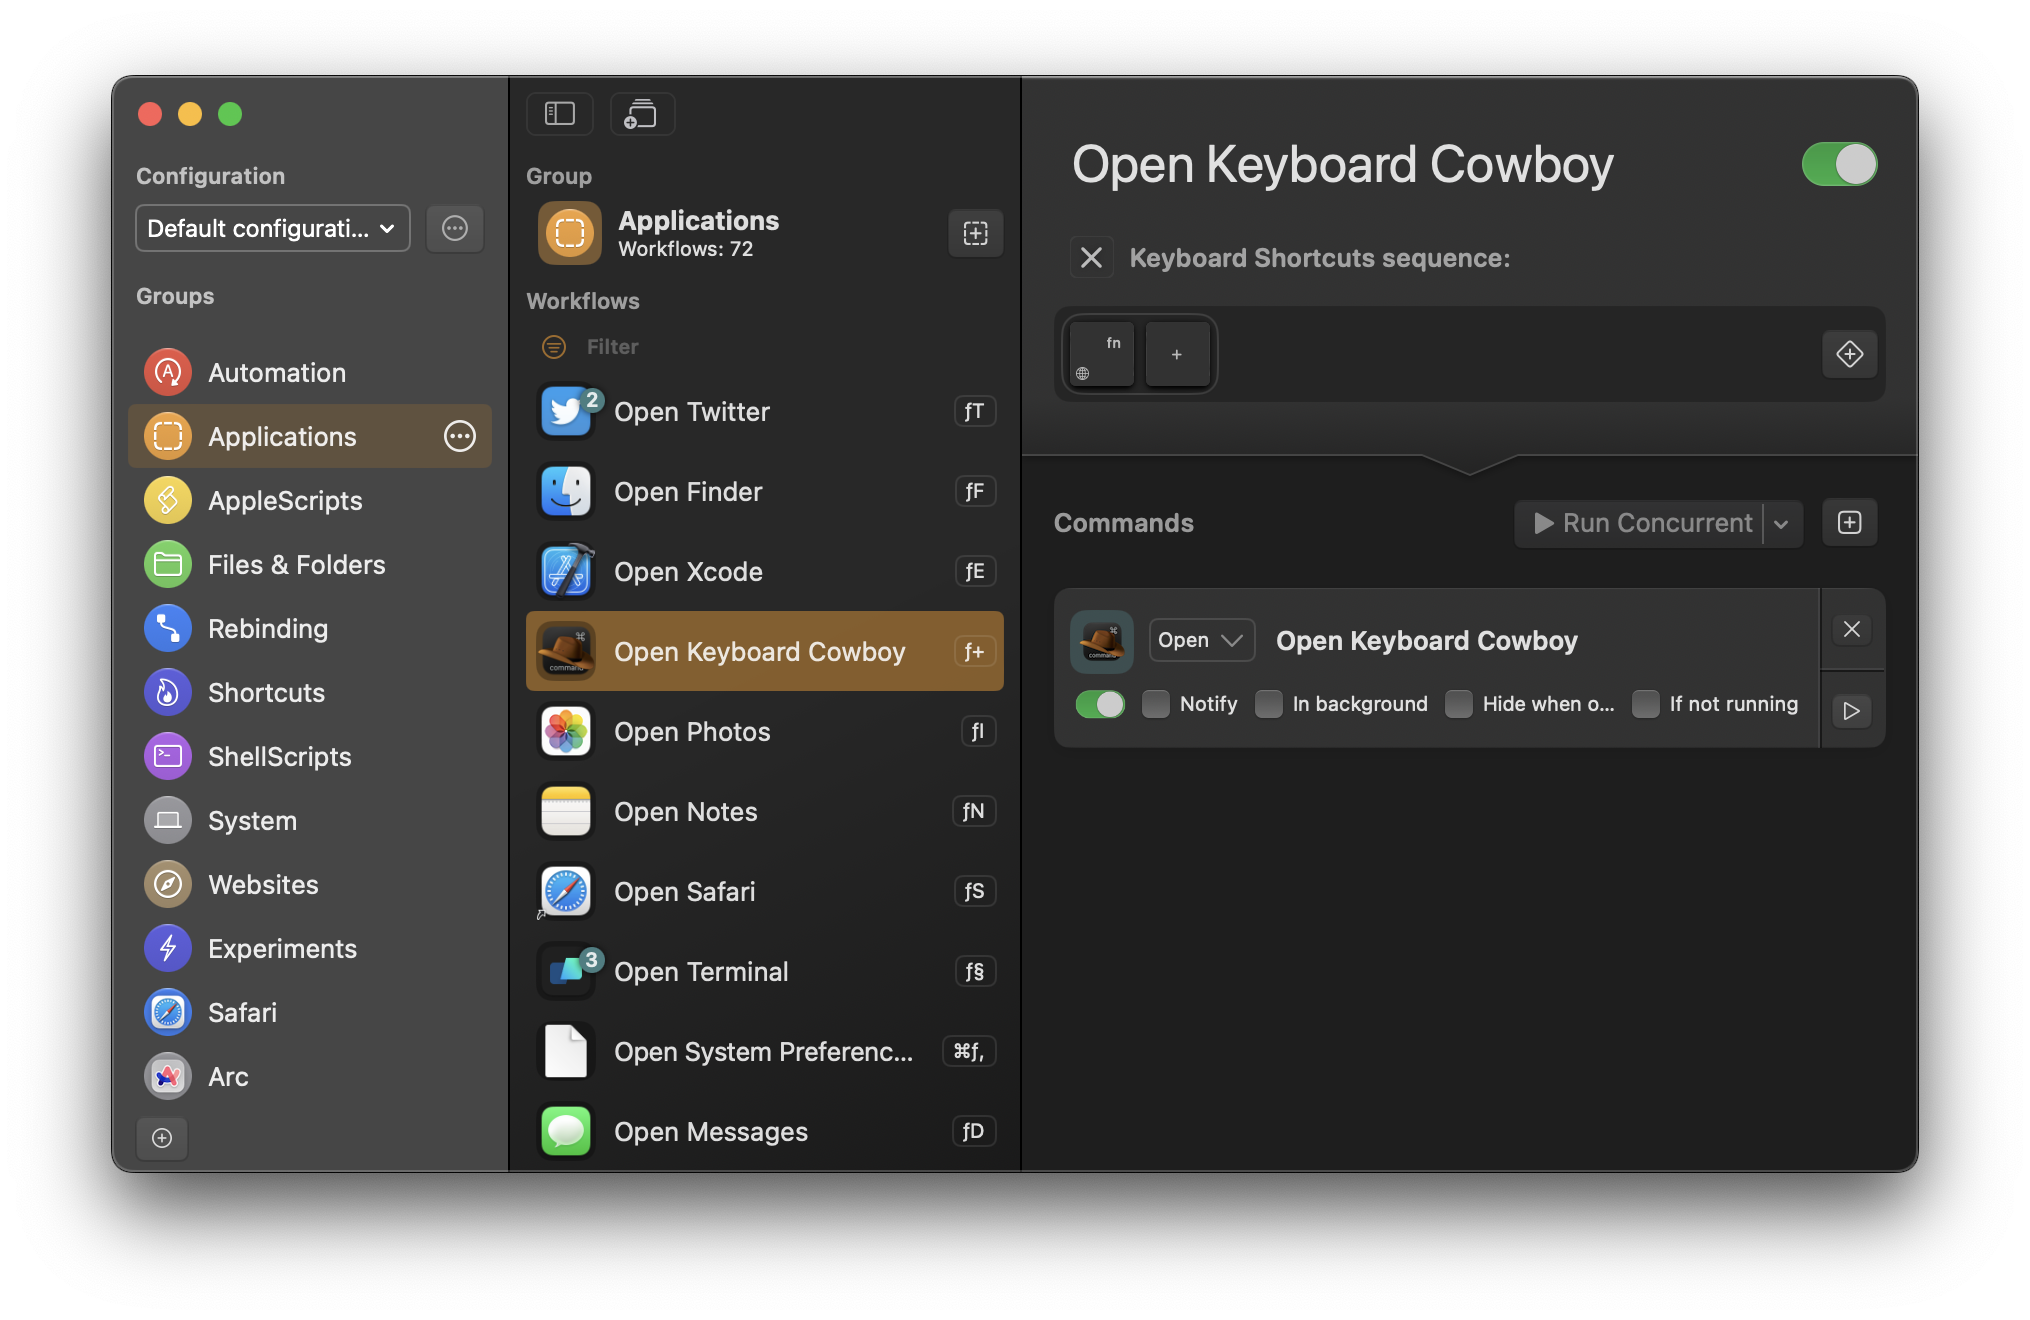 Configuration
Default configurati...
Groups
Automation
Applications
AppleScripts
Files & Folders
Rebinding
Shortcuts
ShellScripts
System
Websites
Experiments
Safari
Arc
Group
Applications
Workflows: 72
Workflows
Filter
2 Open Twitter ƒT
Open Finder ƒF
Open Xcode ƒE
Open Keyboard Cowboy ƒ+
Open Photos ƒI
Open Notes ƒN
Open Safari ƒS
3 Open Terminal ƒ§
Open System Preferenc... ⌘ƒ,
Open Messages ƒD
Open Keyboard Cowboy
Keyboard Shortcuts sequence:
fn +
Commands
Run Concurrent
Open Open Keyboard Cowboy
Notify In background Hide when o... If not running